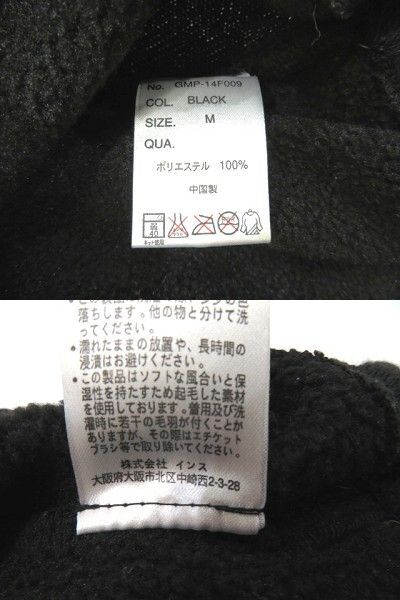 No. GMP-14F009
COL. BLACK
SIZE. M
QUA.
ポリエステル 100%
中国製
弱
40
ネット使用
落ちします。他の物と分けて洗
ってください。
・濡れたままの放置や、長時間の
浸漬はお避けください。
・この製品はソフトな風合いと保
温性を持たすため起毛した素材
を使用しております。着用及び洗
濯時に若干の毛羽が付くことが
ありますが、その際はエチケット
ブラシ等で取り除いてください。
株式会社 インス
大阪府大阪市北区中崎西2-3-28